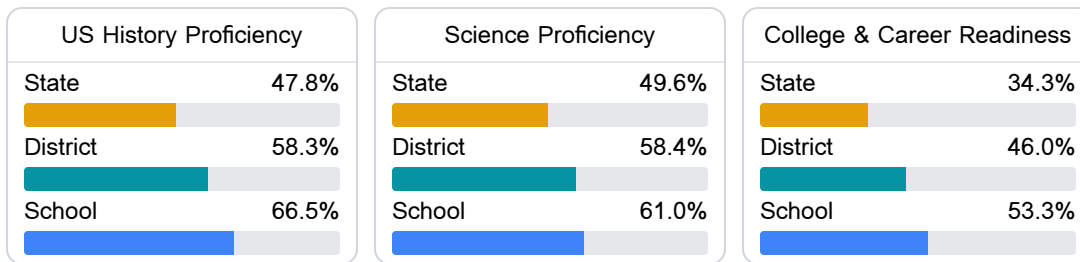 US History Proficiency
State 47.8%
District 58.3%
School 66.5%
Science Proficiency
State 49.6%
District 58.4%
School 61.0%
College & Career Readiness
State 34.3%
District 46.0%
School 53.3%